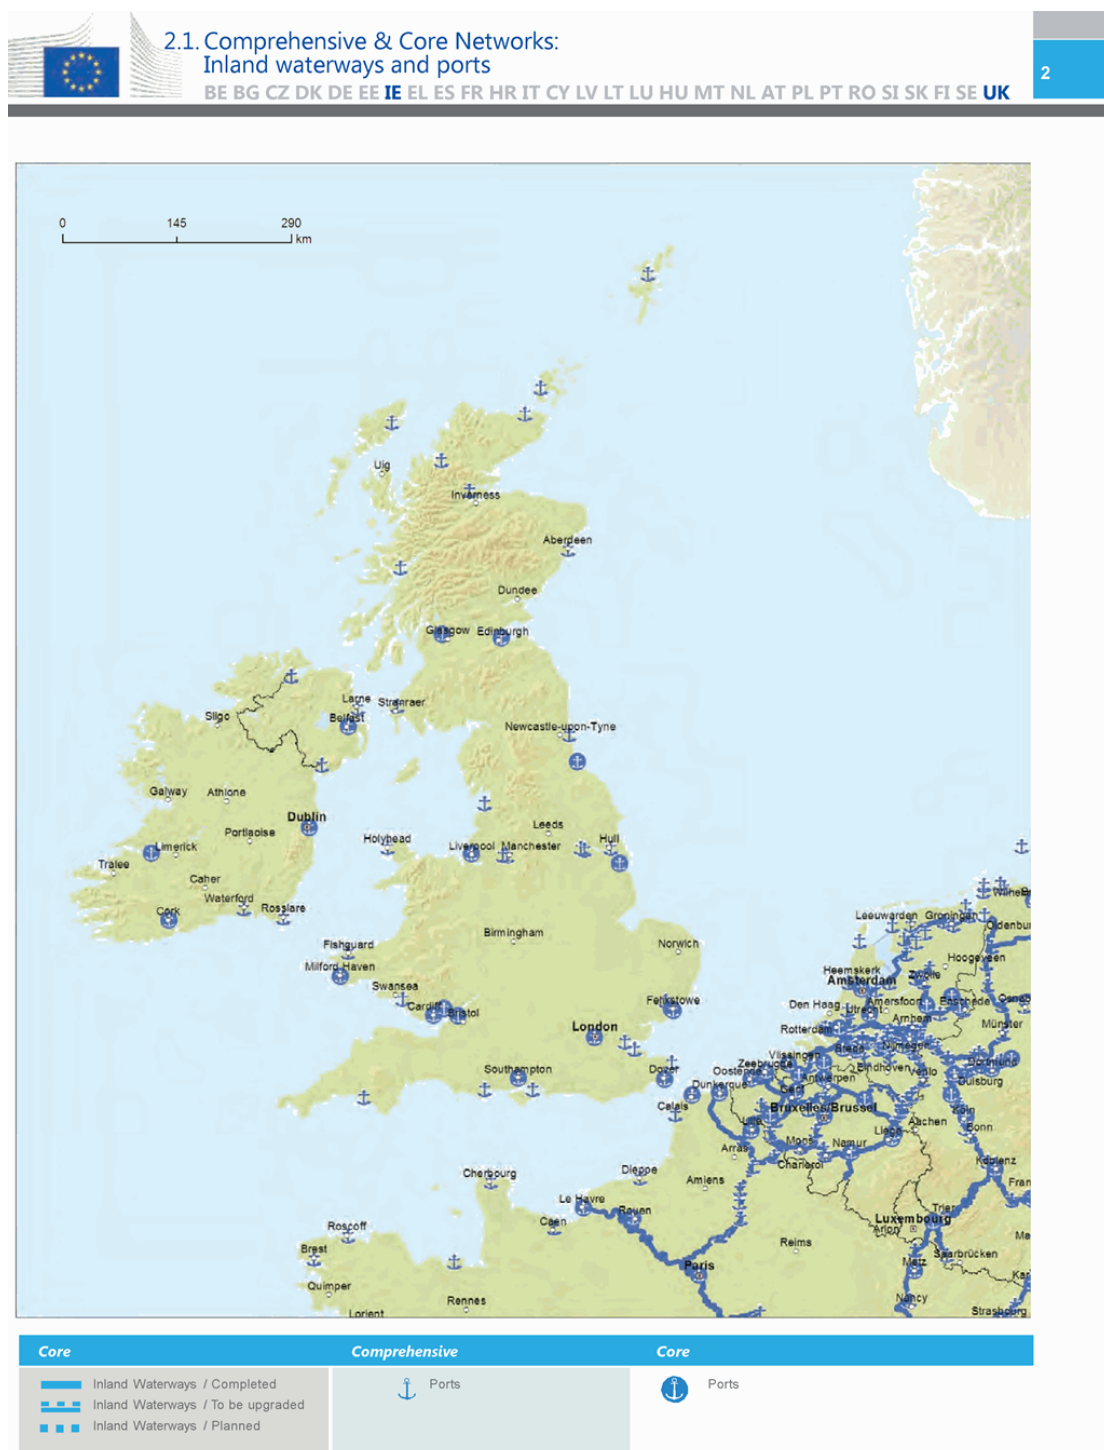 2.1. Comprehensive & Core Networks:
Inland waterways and ports
BE BG CZ DK DE EE IE EL ES FR HR IT CY LV LT LU HU MT NL AT PL PT RO SI SK FI SE UK
2
0 145 290
km
Uig
Inverness
Aberdeen
Dundee
Glasgow Edinburgh
Larne Stranraer
Sligo Belfast
Newcastle-upon-Tyne
Galway Athlone
Dublin
Portlaoise
Leeds
Holyhead
Hull
Limerick
Liverpool Manchester
Tralee
Caher
Waterford
Cork Rosslare
Leeuwarden Groningen
Birmingham
Fishguard
Norwich
Hoogeveen
Milford Haven
Heemskerk Zwolle
Amsterdam
Swansea
Cardiff Bristol
Felkstowe
Den Haag Utrecht Amersfoort Enschede
Arnhem
London
Rotterdam
Münster
Breda Nijmegen
Vlissingen
Zeebrugge
Southampton
Dover
Oostende
Eindhoven Venlo Dortmund
Dunkerque
Gent Antwerpen
Duisburg
Calais
Bruxelles/Brussel
Köln
Lille
Aachen
Liège
Bonn
Arras
Mons Namur
Charleroi
Koblenz
Cherbourg
Dieppe
Amiens
Le Havre
Rouen
Trier
Luxembourg
Arlon
Roscoff
Caen
Brest
Reims
Saarbrücken
Paris
Metz
Quimper
Rennes
Nancy
Lorient
Strasbourg
Core Comprehensive Core
Inland Waterways / Completed
Inland Waterways / To be upgraded
Inland Waterways / Planned
Ports
Ports